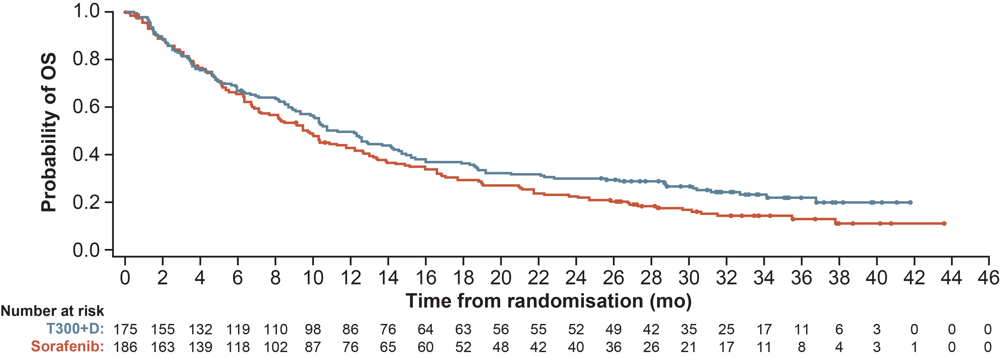 Probability of OS
1.0
0.8
0.6
0.4
0.2
0.0
0 2 4 6 8 10 12 14 16 18 20 22 24 26 28 30 32 34 36 38 40 42 44 46
Time from randomisation (mo)
Number at risk
T300+D: 175 155 132 119 110 98 86 76 64 63 56 55 52 49 42 35 25 17 11 6 3 0 0 0
Sorafenib: 186 163 139 118 102 87 76 65 60 52 48 42 40 36 26 21 17 11 8 4 3 1 0 0